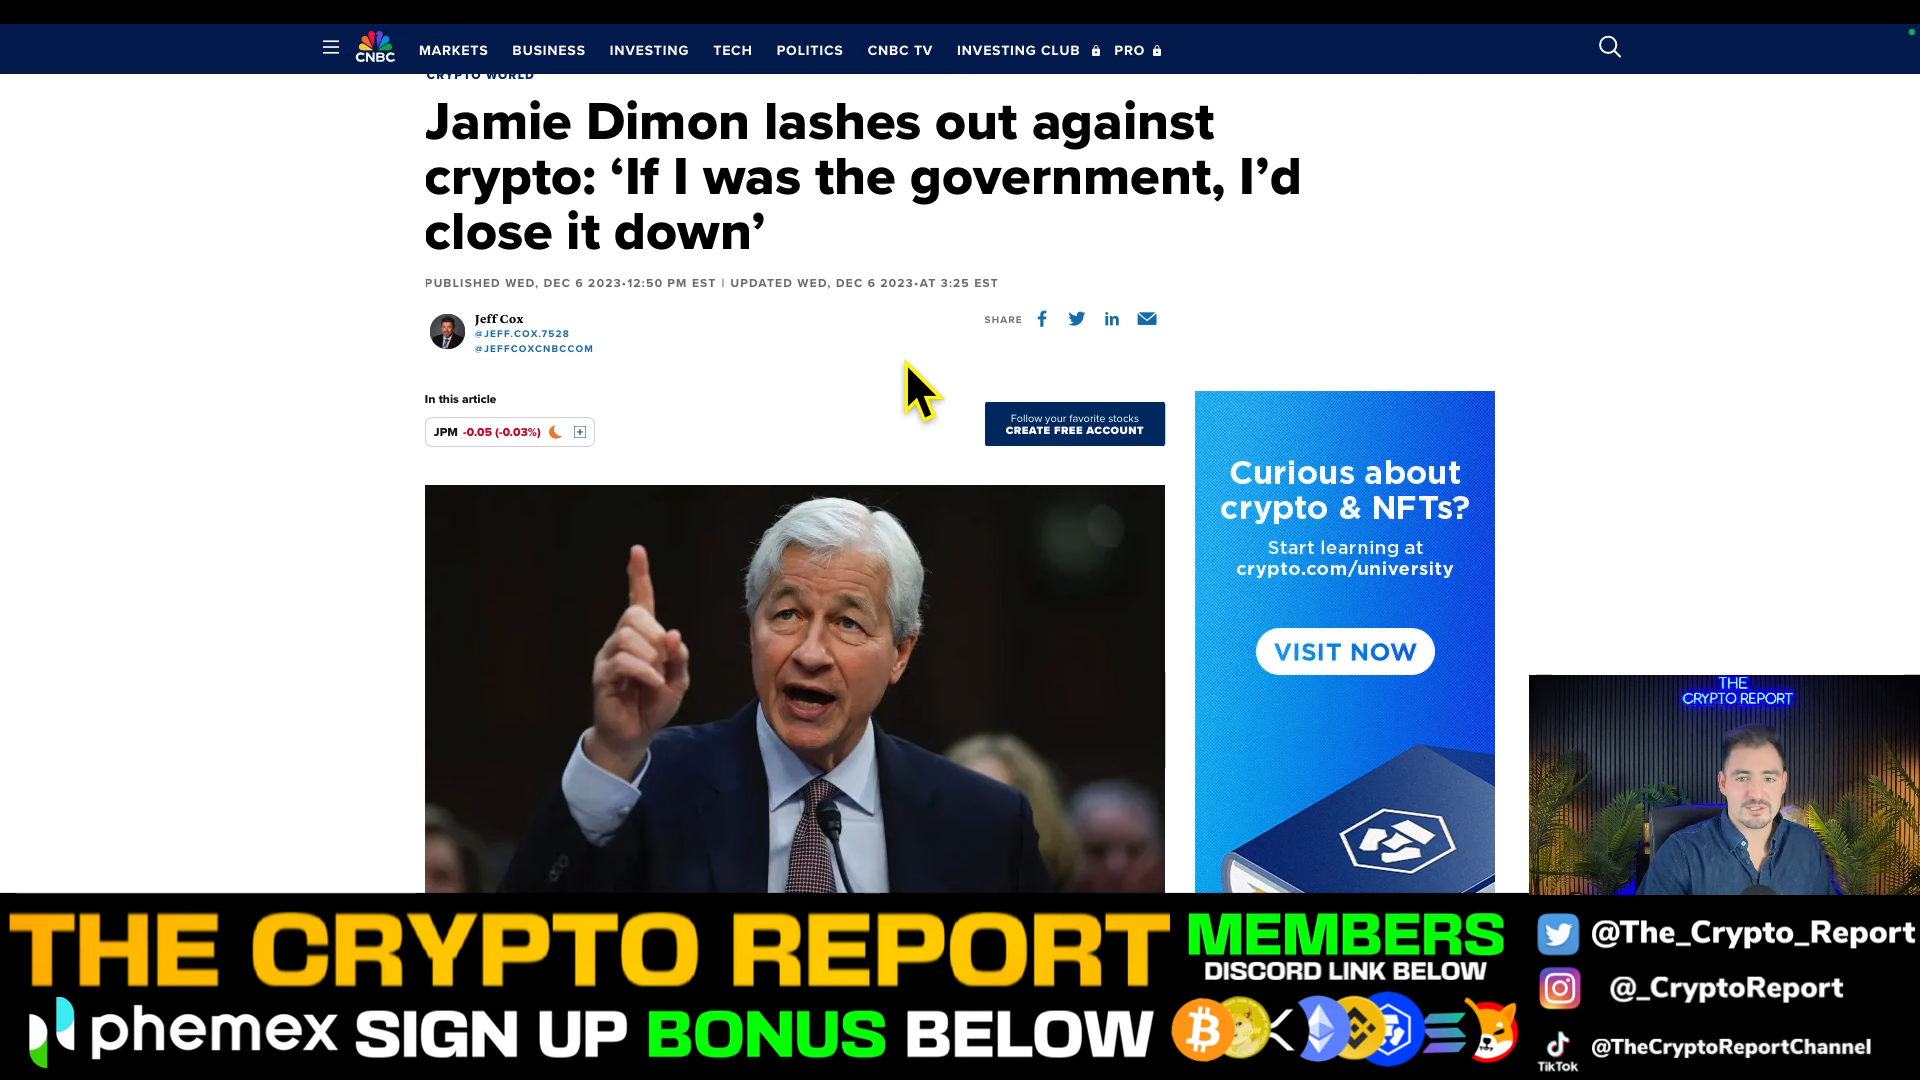 CNBC
MARKETS BUSINESS INVESTING TECH POLITICS CNBC TV INVESTING CLUB PRO
CRYPTO WORLD
Jamie Dimon lashes out against
crypto: ‘If I was the government, I’d
close it down’
PUBLISHED WED, DEC 6 2023•12:50 PM EST | UPDATED WED, DEC 6 2023•AT 3:25 EST
Jeff Cox
@JEFF.COX.7528
@JEFFCOXCNBCCOM
SHARE
In this article
JPM -0.05 (-0.03%)
Follow your favorite stocks
CREATE FREE ACCOUNT
Curious about
crypto & NFTs?
Start learning at
crypto.com/university
VISIT NOW
THE
CRYPTO REPORT
THE CRYPTO REPORT
phemex SIGN UP BONUS BELOW
MEMBERS
DISCORD LINK BELOW
@The_Crypto_Report
@_CryptoReport
TikTok
@TheCryptoReportChannel